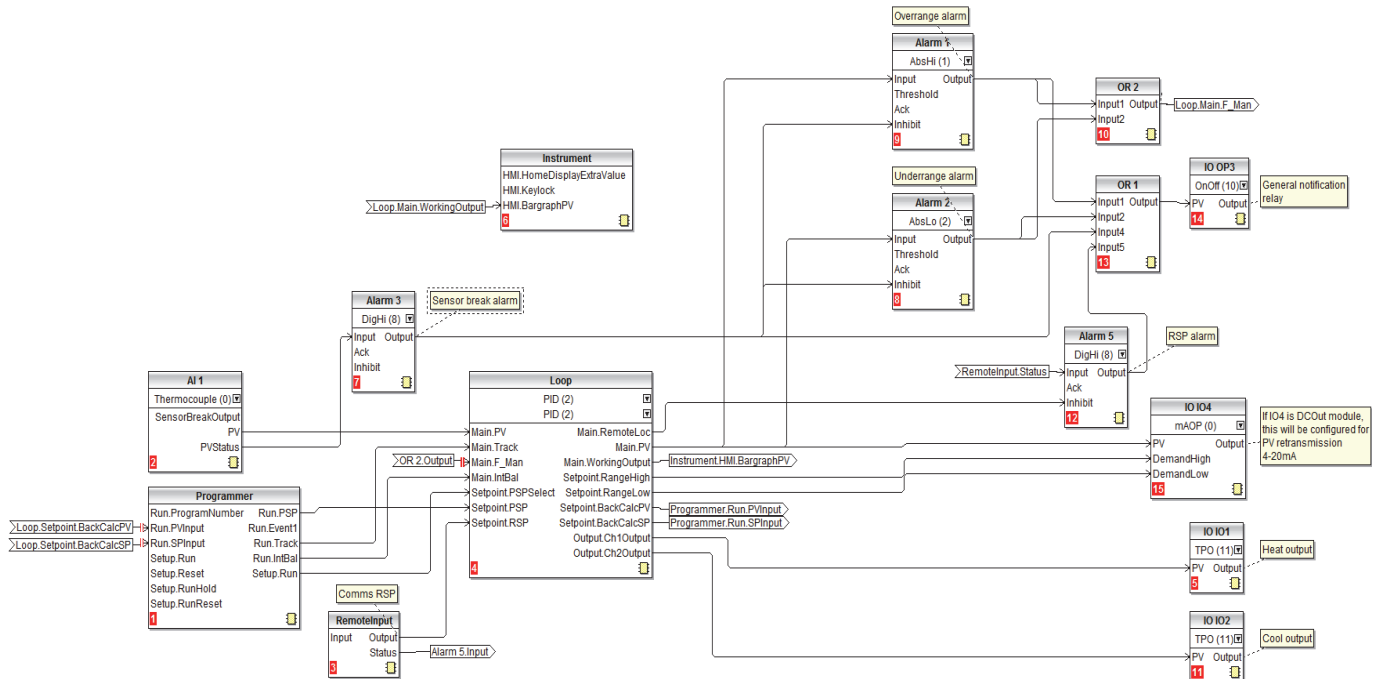 Overrange alarm
Alarm 1
AbsHi (1)
Input Output
Threshold
Ack
Inhibit
9
OR 2
Input1 Output
Input2
10
Loop.Main.F_Man
Instrument
HMI.HomeDisplayExtraValue
HMI.Keylock
HMI.BargraphPV
6
Loop.Main.WorkingOutput
Underrange alarm
Alarm 2
AbsLo (2)
Input Output
Threshold
Ack
Inhibit
8
OR 1
Input1 Output
Input2
Input4
Input5
13
IO OP3
OnOff (10)
PV Output
14
General notification
relay
Alarm 3
DigHi (8)
Input Output
Ack
Inhibit
7
Sensor break alarm
Alarm 5
DigHi (8)
Input Output
Ack
Inhibit
12
RSP alarm
RemoteInput.Status
AI 1
Thermocouple (0)
SensorBreakOutput
PV
PVStatus
2
Loop
PID (2)
PID (2)
Main.PV
Main.Track
Main.F_Man
Main.IntBal
Setpoint.PSPSelect
Setpoint.PSP
Setpoint.RSP
Main.RemoteLoc
Main.PV
Main.WorkingOutput
Setpoint.RangeHigh
Setpoint.RangeLow
Setpoint.BackCalcPV
Setpoint.BackCalcSP
Output.Ch1Output
Output.Ch2Output
4
OR 2.Output
Instrument.HMI.BargraphPV
Programmer.Run.PVInput
Programmer.Run.SPInput
IO IO4
mAOP (0)
PV Output
DemandHigh
DemandLow
15
If IO4 is DCOut module,
this will be configured for
PV retransmission
4-20mA
Programmer
Run.ProgramNumber Run.PSP
Run.PVInput Run.Event1
Run.SPInput Run.Track
Setup.Run Run.IntBal
Setup.Reset Setup.Run
Setup.RunHold
Setup.RunReset
1
Loop.Setpoint.BackCalcPV
Loop.Setpoint.BackCalcSP
IO IO1
TPO (11)
PV Output
5
Heat output
Comms RSP
RemoteInput
Input Output
Status
3
Alarm 5.Input
IO IO2
TPO (11)
PV Output
11
Cool output